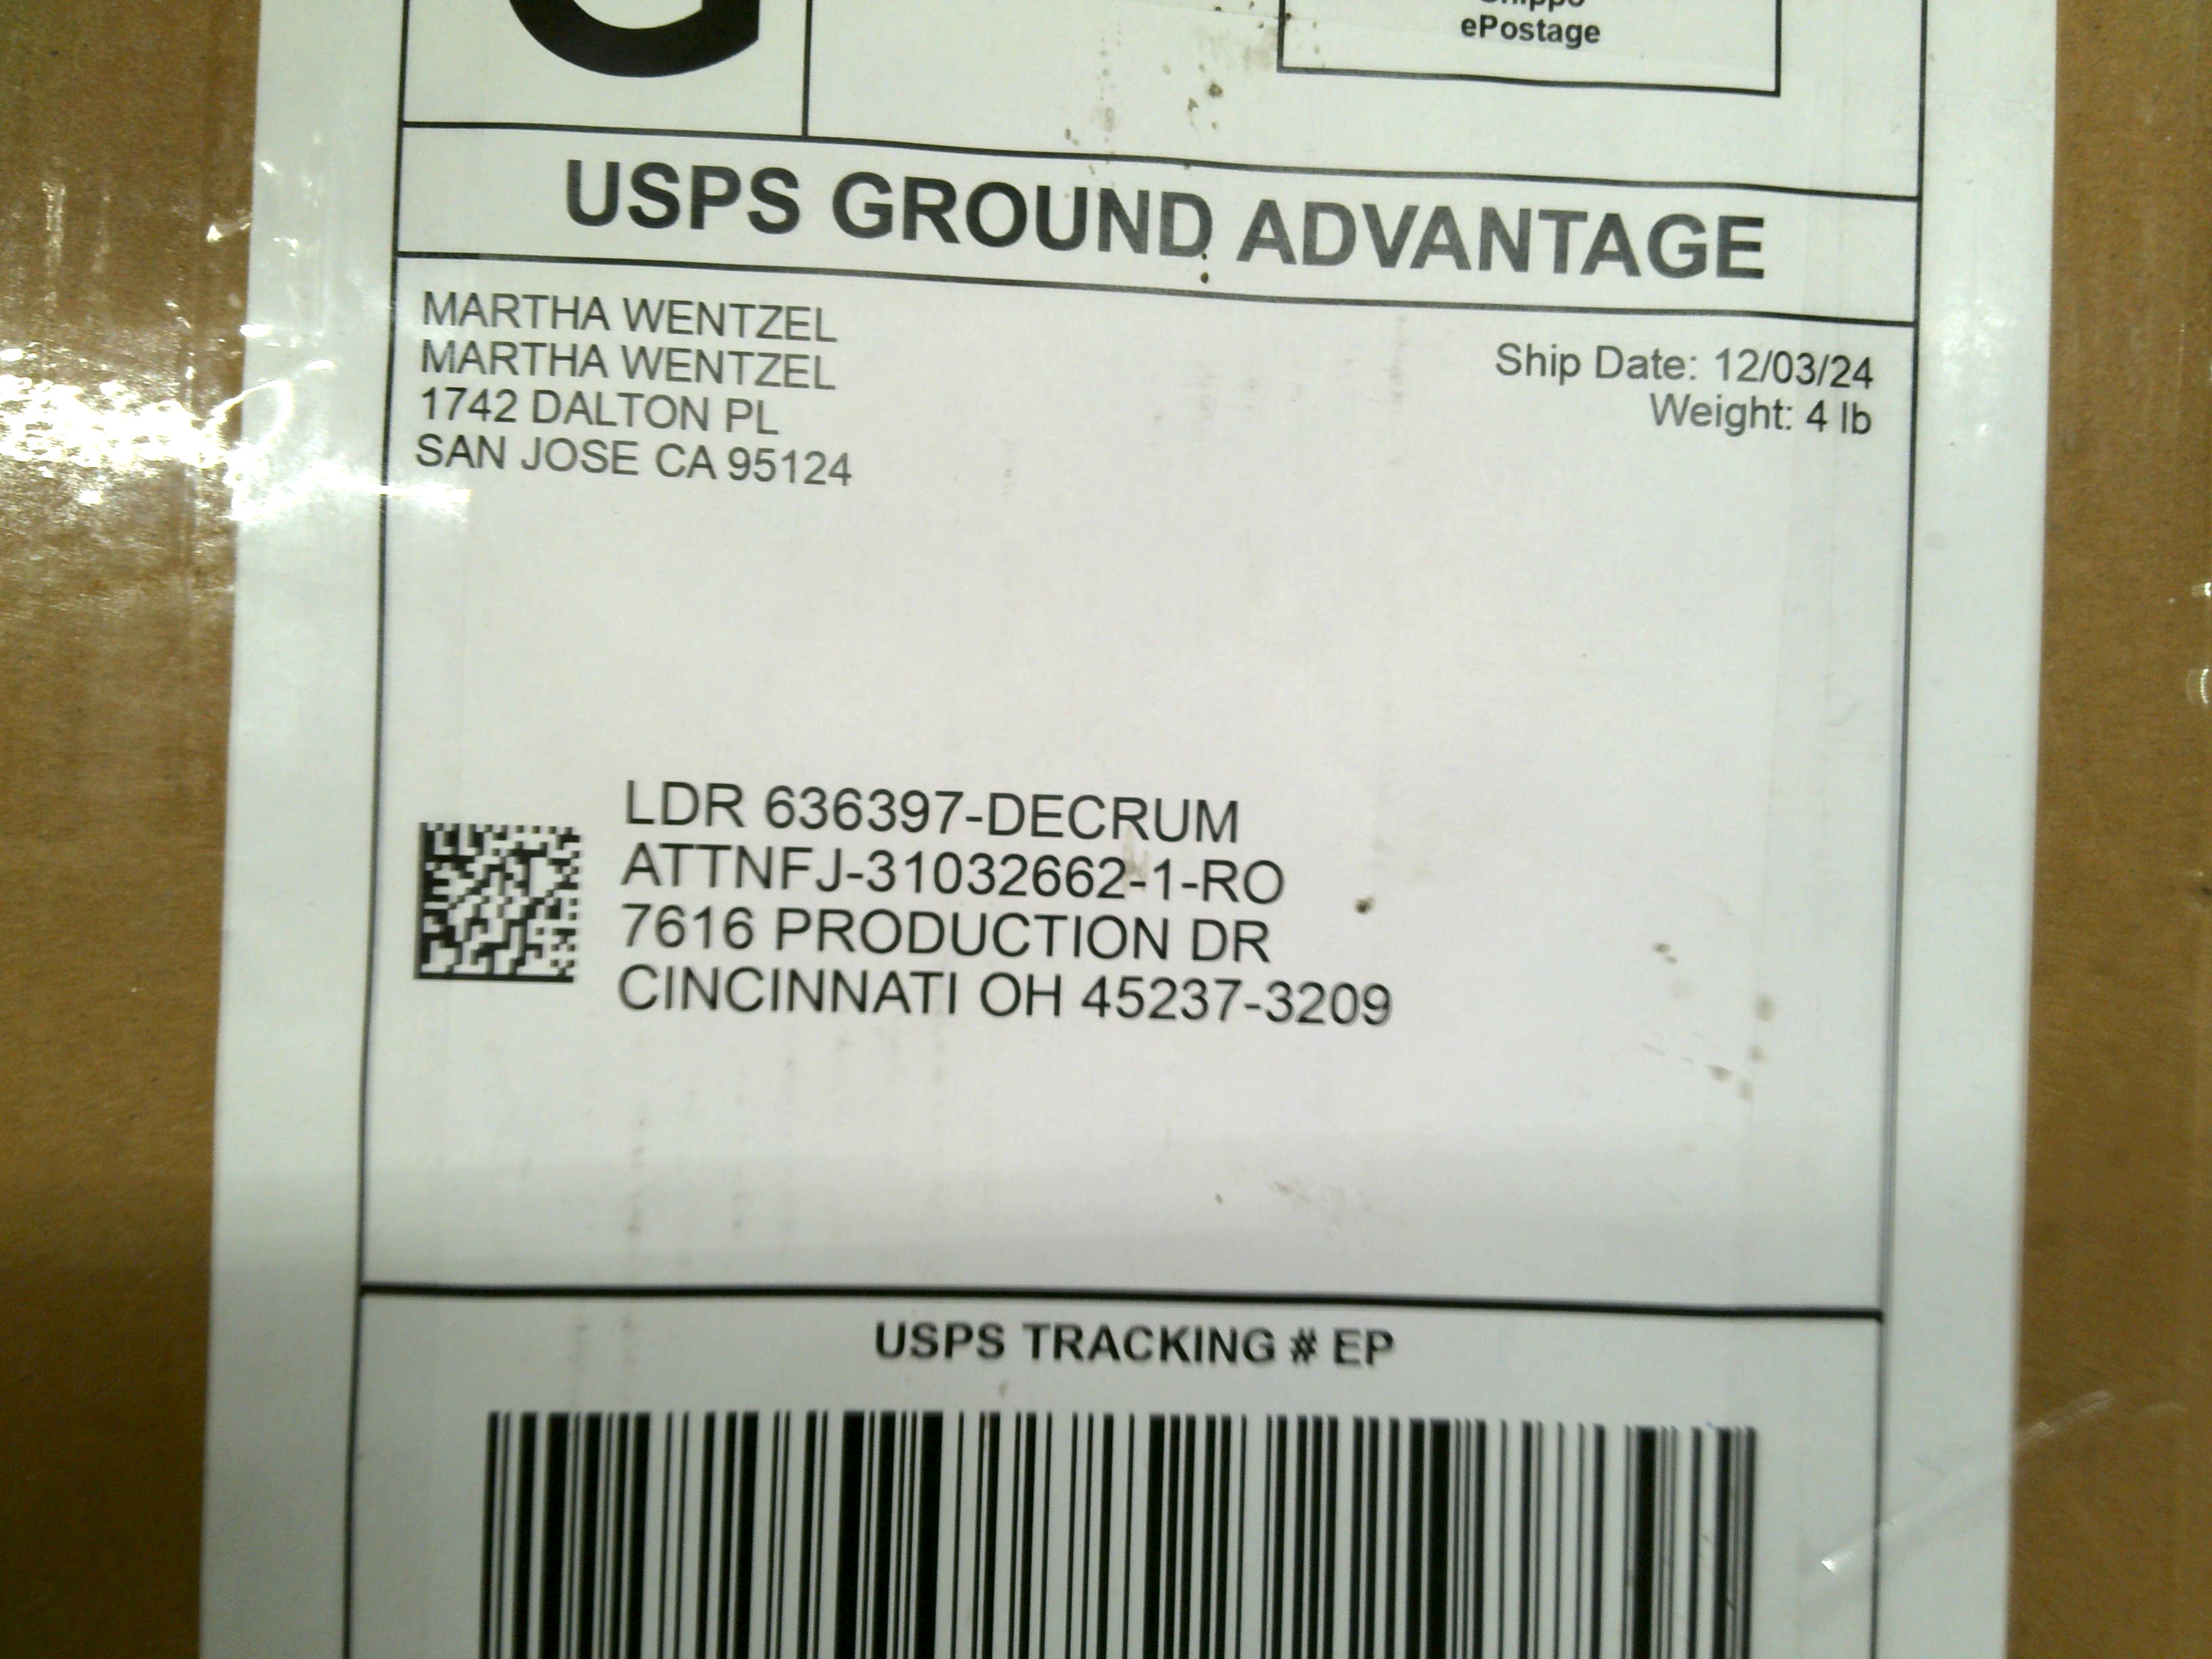 ePostage
USPS GROUND ADVANTAGE
MARTHA WENTZEL
MARTHA WENTZEL
1742 DALTON PL
SAN JOSE CA 95124
Ship Date: 12/03/24
Weight: 4 lb
LDR 636397-DECRUM
ATTNFJ-31032662-1-RO
7616 PRODUCTION DR
CINCINNATI OH 45237-3209
USPS TRACKING # EP